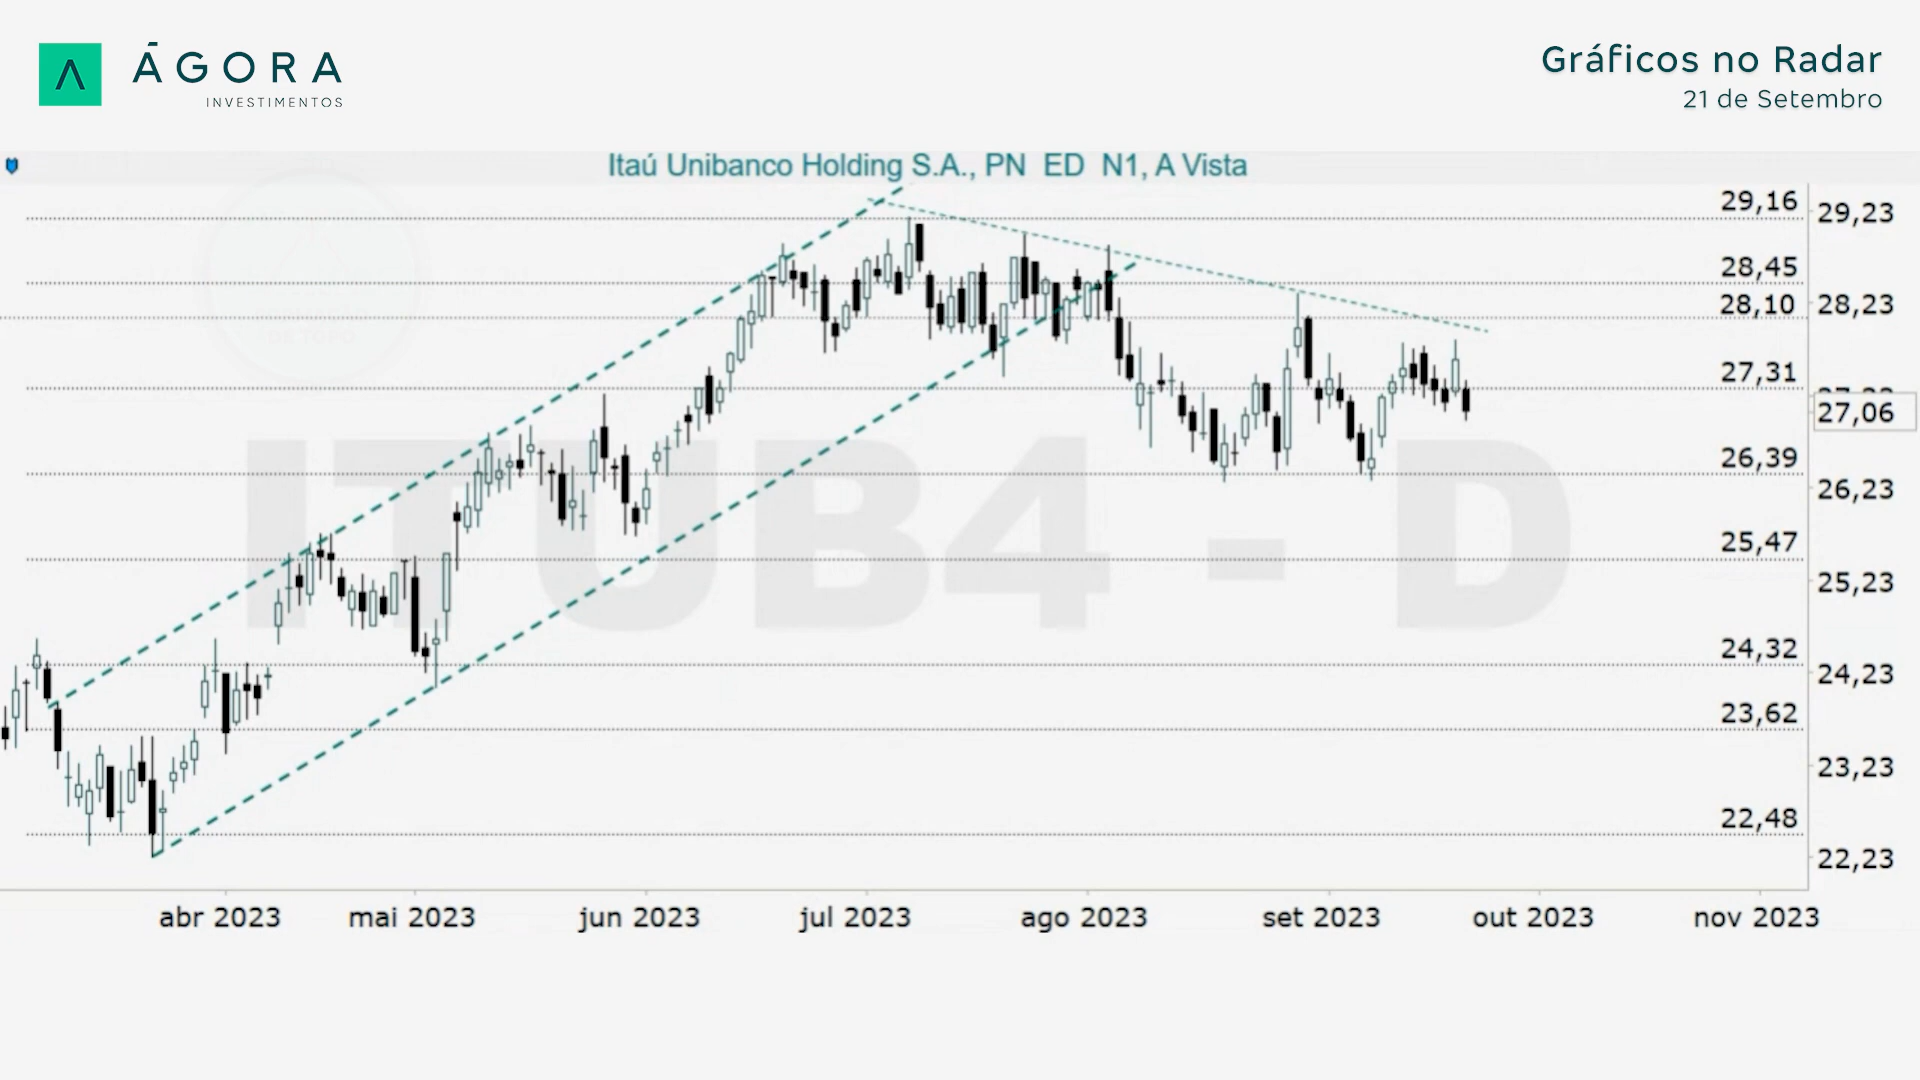 ÁGORA
INVESTIMENTOS
Gráficos no Radar
21 de Setembro
Itaú Unibanco Holding S.A., PN ED N1, A Vista
29,16
29,23
28,45
28,10
28,23
27,31
27,06
26,39
26,23
25,47
25,23
24,32
24,23
23,62
23,23
22,48
22,23
ITUB4 - D
abr 2023
mai 2023
jun 2023
jul 2023
ago 2023
set 2023
out 2023
nov 2023